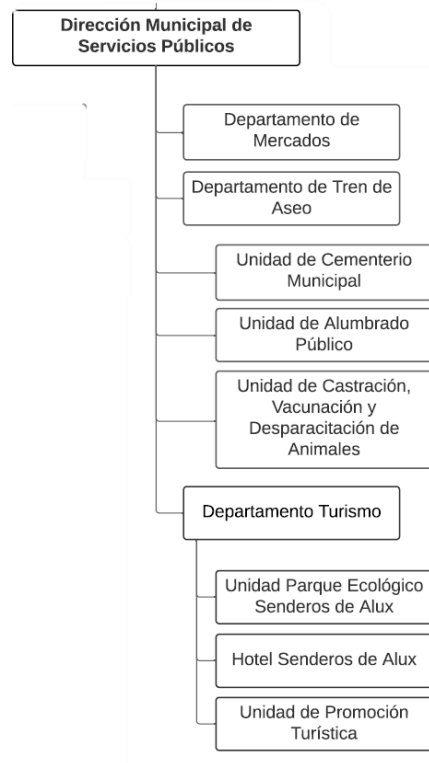 Dirección Municipal de
Servicios Públicos
Departamento de
Mercados
Departamento de Tren de
Aseo
Unidad de Cementerio
Municipal
Unidad de Alumbrado
Público
Unidad de Castración,
Vacunación y
Desparacitación de
Animales
Departamento Turismo
Unidad Parque Ecológico
Senderos de Alux
Hotel Senderos de Alux
Unidad de Promoción
Turística